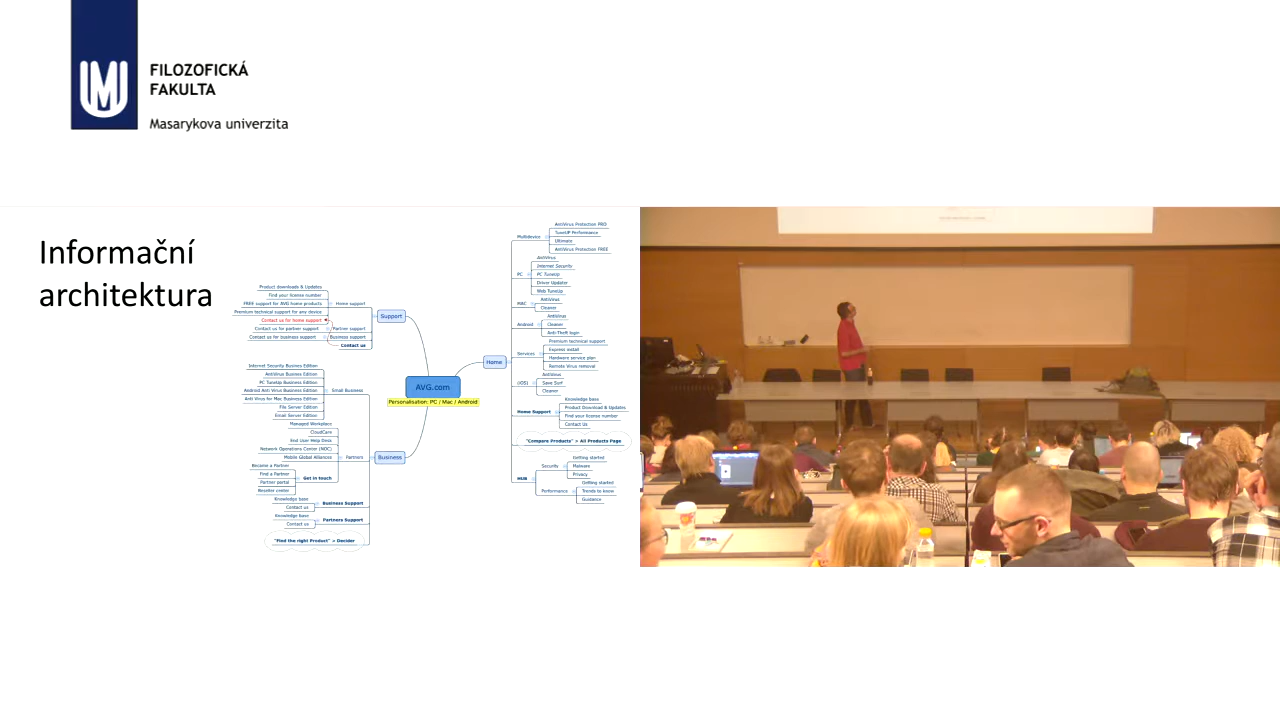 FILOZOFICKÁ
FAKULTA
Masarykova univerzita
Informační
architektura
Product downloads & Updates
Find your license number
FREE support for AVG home products
Premium technical support for any device
Contact us for home support
Home support
Contact us for partner support
Partner support
Contact us for business support
Business support
Contact us
Support
Internet Security Business Edition
AntiVirus Business Edition
PC TuneUp Business Edition
Android Anti Virus Business Edition
Anti Virus for Mac Business Edition
File Server Edition
Email Server Edition
Email Business
Managed Workplace
CloudCare
End User Help Desk
Network Operations Center (NOC)
Mobile Global Alliances
Partners
Become a Partner
Find a Partner
Partner portal
Reseller center
Get in touch
Knowledge base
Contact us
Business Support
Knowledge base
Contact us
Partners Support
"Find the right Product" > Decider
Business
AVG.com
Personalisation: PC / Mac / Android
Home
Multidevice
AntiVirus Protection PRO
TuneUP Performance
Ultimate
AntiVirus Protection FREE
PC
AntiVirus
Internet Security
PC TuneUp
Driver Updater
Web TuneUp
MAC
AntiVirus
Cleaner
Android
AntiVirus
Cleaner
Anti-Theft login
Services
Premium technical support
Express install
Hardware service plan
Remote Virus removal
(iOS)
AntiVirus
Save Surf
Cleaner
Home Support
Knowledge base
Product Download & Updates
Find your license number
Contact Us
"Compare Products" > All Products Page
HUB
Security
Getting started
Malware
Privacy
Performance
Getting started
Trends to know
Guidance